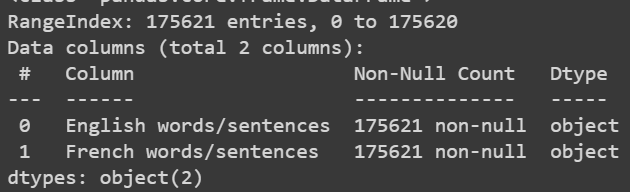 RangeIndex: 175621 entries, 0 to 175620
Data columns (total 2 columns):
 #   Column                   Non-Null Count   Dtype
---  ------                   --------------   -----
 0   English words/sentences  175621 non-null  object
 1   French words/sentences   175621 non-null  object
dtypes: object(2)